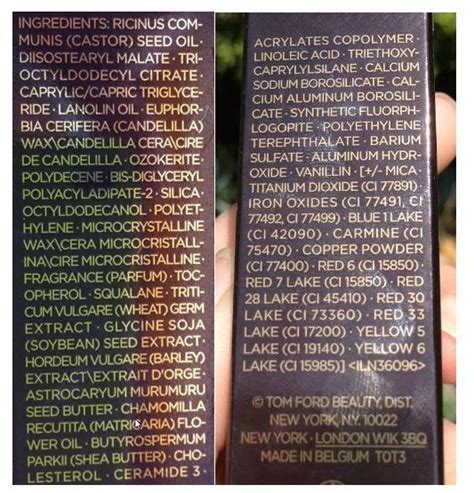 INGREDIENTS: RICINUS COM-
MUNIS (CASTOR) SEED OIL ·
DIISOSTEARYL MALATE · TRI-
OCTYLDODECYL CITRATE ·
CAPRYLIC/CAPRIC TRIGLYCE-
RIDE · LANOLIN OIL · EUPHOR-
BIA CERIFERA (CANDELILLA)
WAX\CANDELILLA CERA\CIRE
DE CANDELILLA · OZOKERITE ·
POLYDECENE · BIS-DIGLYCERYL
POLYACYLADIPATE-2 · SILICA ·
OCTYLDODECANOL · POLYET-
HYLENE · MICROCRYSTALLINE
WAX\CERA MICROCRISTALL-
INA\CIRE MICROCRISTALLINE ·
FRAGRANCE (PARFUM) · TOC-
OPHEROL · SQUALANE · TRITI-
CUM VULGARE (WHEAT) GERM
EXTRACT · GLYCINE SOJA
(SOYBEAN) SEED EXTRACT ·
HORDEUM VULGARE (BARLEY)
EXTRACT\EXTRAIT D'ORGE ·
ASTROCARYUM MURUMURU
SEED BUTTER · CHAMOMILLA
RECUTITA (MATRICARIA) FLO-
WER OIL · BUTYROSPERMUM
PARKII (SHEA BUTTER) · CHO-
LESTEROL · CERAMIDE 3 ·
ACRYLATES COPOLYMER ·
LINOLEIC ACID · TRIETHOXY-
CAPRYLYLSILANE · CALCIUM
SODIUM BOROSILICATE · CAL-
CIUM ALUMINUM BOROSILI-
CATE · SYNTHETIC FLUORPH-
LOGOPITE · POLYETHYLENE
TEREPHTHALATE · BARIUM
SULFATE · ALUMINUM HYDR-
OXIDE · VANILLIN · [+/- MICA ·
TITANIUM DIOXIDE (CI 77891) ·
IRON OXIDES (CI 77491, CI
77492, CI 77499) · BLUE 1 LAKE
(CI 42090) · CARMINE (CI
75470) · COPPER POWDER
(CI 77400) · RED 6 (CI 15850) ·
RED 7 LAKE (CI 15850) · RED
28 LAKE (CI 45410) · RED 30
LAKE (CI 73360) · RED 33
LAKE (CI 17200) · YELLOW 5
LAKE (CI 19140) · YELLOW 6
LAKE (CI 15985)] <ILN36096>
© TOM FORD BEAUTY, DIST.
NEW YORK, N.Y. 10022
NEW YORK · LONDON W1K 3BQ
MADE IN BELGIUM T0T3